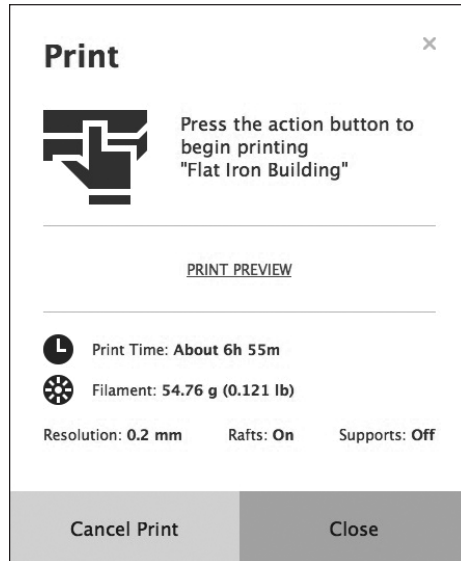 Print
×
Press the action button to
begin printing
"Flat Iron Building"
PRINT PREVIEW
Print Time: About 6h 55m
Filament: 54.76 g (0.121 lb)
Resolution: 0.2 mm Rafts: On Supports: Off
Cancel Print Close